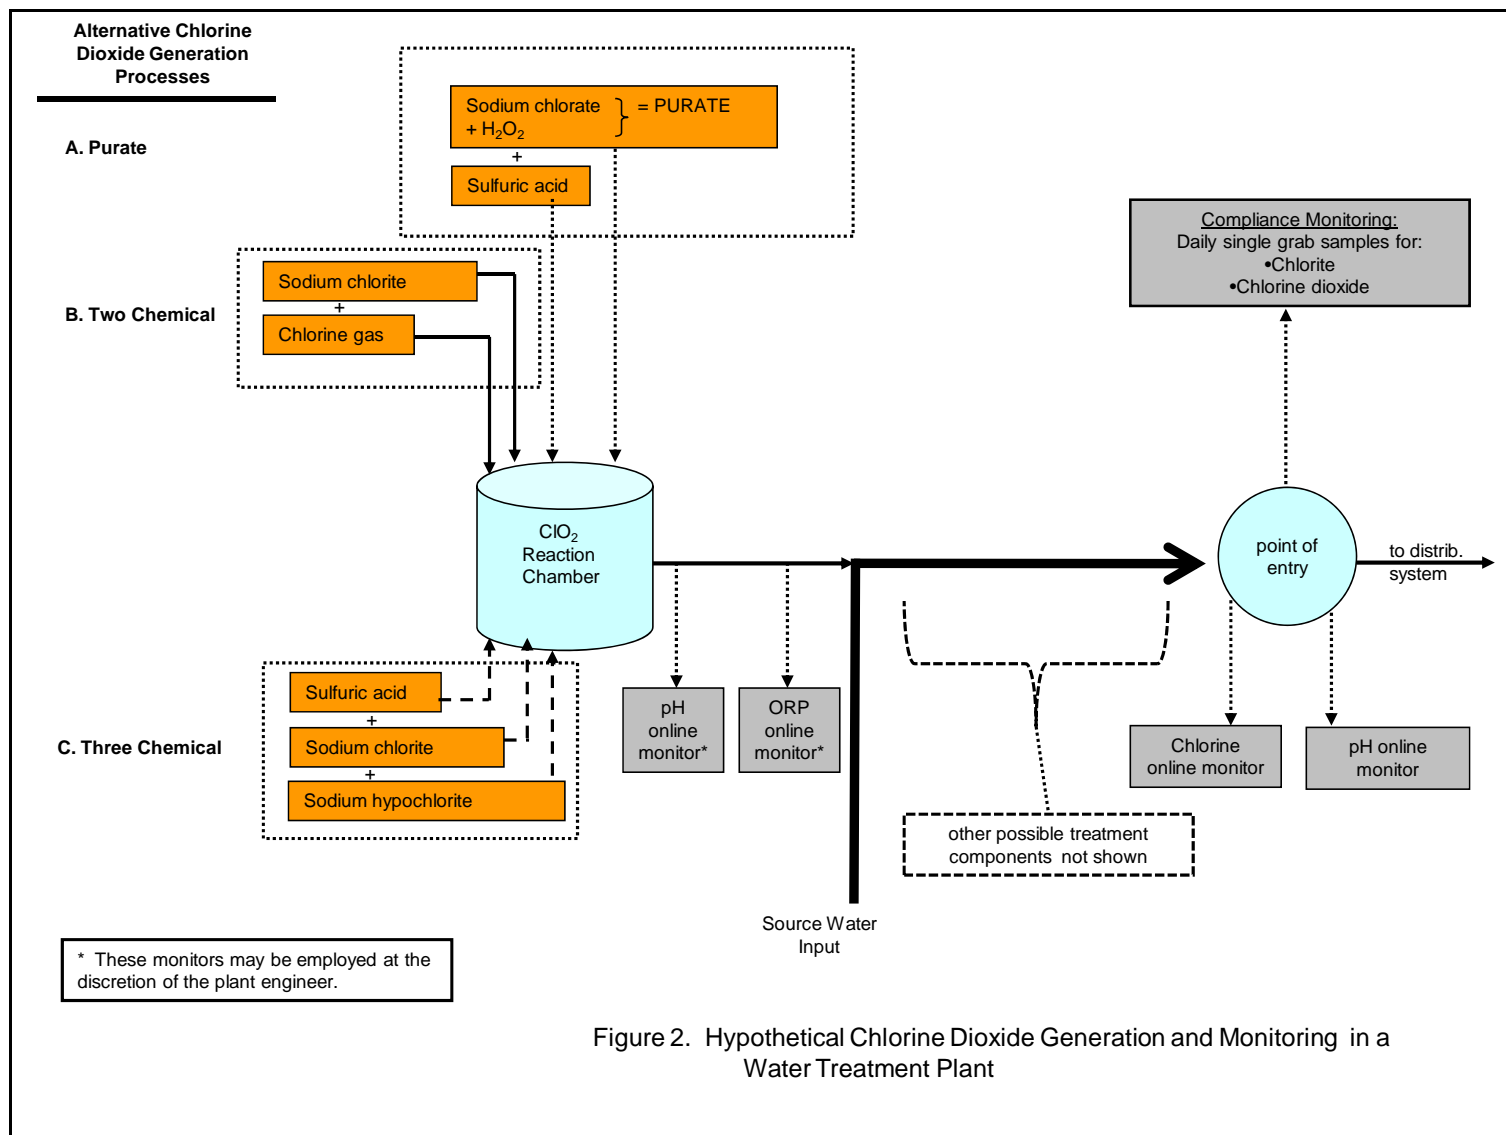 Alternative Chlorine
Dioxide Generation
Processes
A. Purate
Sodium chlorate
+ H₂O₂
} = PURATE
+
Sulfuric acid
B. Two Chemical
Sodium chlorite
+
Chlorine gas
Compliance Monitoring:
Daily single grab samples for:
•Chlorite
•Chlorine dioxide
ClO₂
Reaction
Chamber
point of
entry
to distrib.
system
C. Three Chemical
Sulfuric acid
+
Sodium chlorite
+
Sodium hypochlorite
pH
online
monitor*
ORP
online
monitor*
Chlorine
online monitor
pH online
monitor
other possible treatment
components not shown
Source Water
Input
* These monitors may be employed at the
discretion of the plant engineer.
Figure 2. Hypothetical Chlorine Dioxide Generation and Monitoring in a
Water Treatment Plant